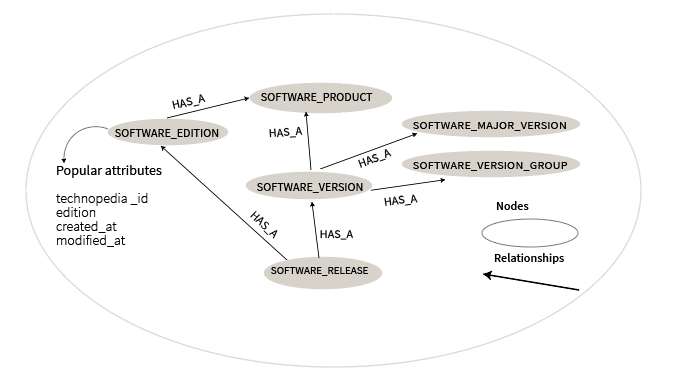 HAS_A
SOFTWARE_PRODUCT
SOFTWARE_EDITION
HAS_A
SOFTWARE_MAJOR_VERSION
HAS_A
SOFTWARE_VERSION_GROUP
Popular attributes
SOFTWARE_VERSION
HAS_A
technopedia _id
edition
created_at
modified_at
Nodes
HAS_A
HAS_A
Relationships
SOFTWARE_RELEASE